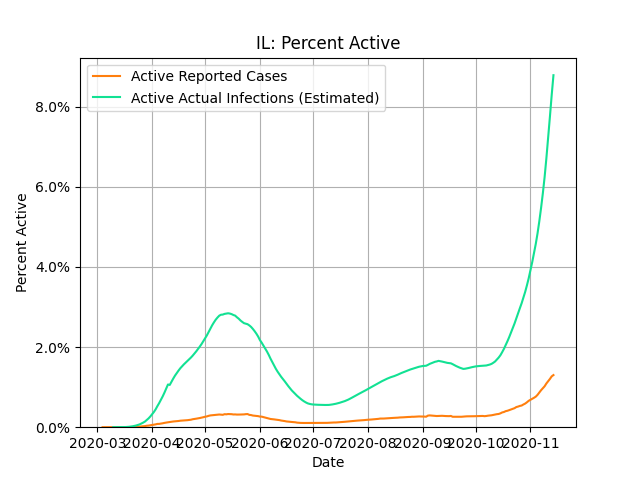 IL: Percent Active
Active Reported Cases
Active Actual Infections (Estimated)
8.0%
6.0%
4.0%
2.0%
0.0%
Percent Active
2020-03 2020-04 2020-05 2020-06 2020-07 2020-08 2020-09 2020-10 2020-11
Date